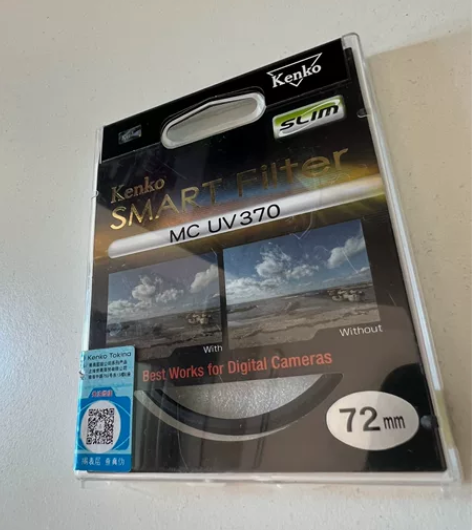 Kenko
SLIM
Kenko
SMART Filter
MC UV370
With
Without
Best Works for Digital Cameras
Kenko Tokina
72mm